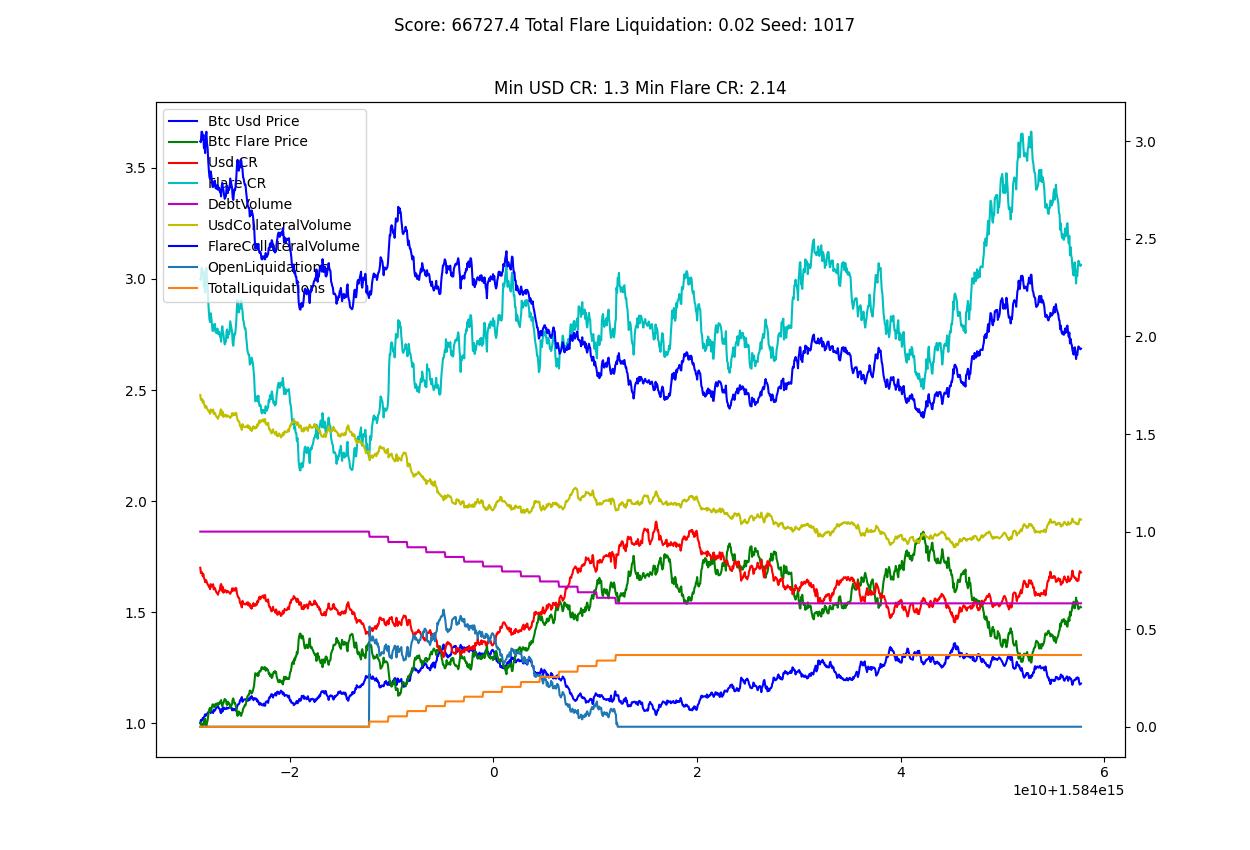 Score: 66727.4 Total Flare Liquidation: 0.02 Seed: 1017
Min USD CR: 1.3 Min Flare CR: 2.14
Btc Usd Price
Btc Flare Price
Usd CR
Flare CR
DebtVolume
UsdCollateralVolume
FlareCollateralVolume
OpenLiquidations
TotalLiquidations
3.5
3.0
2.5
2.0
1.5
1.0
3.0
2.5
2.0
1.5
1.0
0.5
0.0
−2 0 2 4 6
1e10+1.584e15